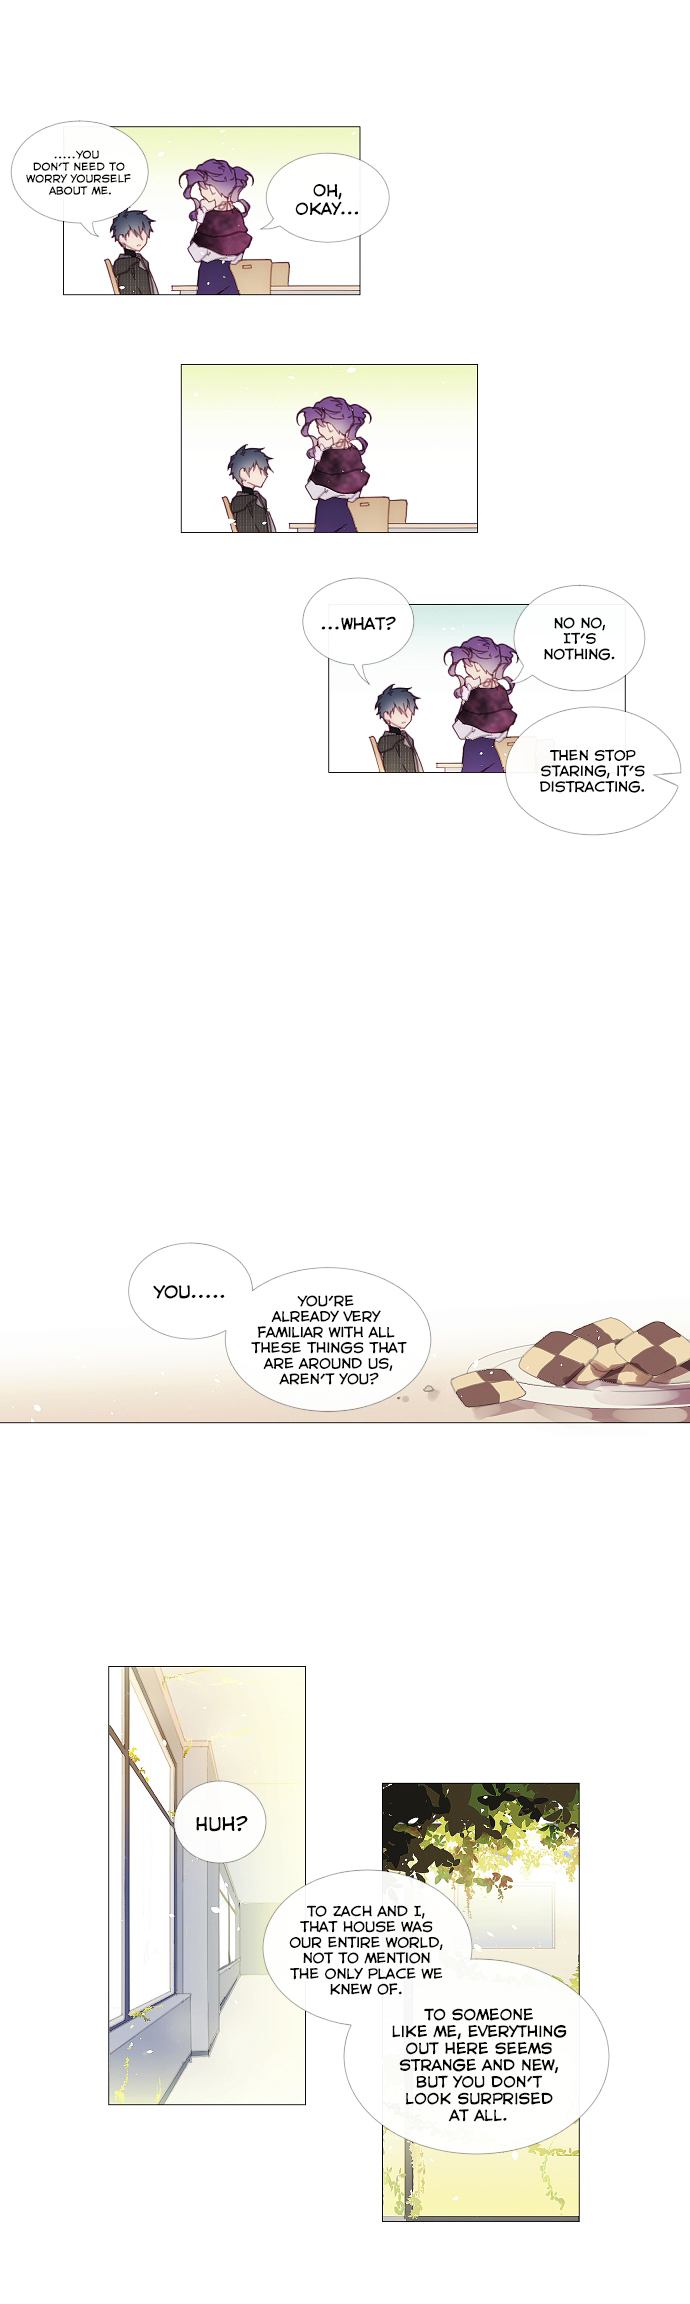 .....YOU
DON'T NEED TO
WORRY YOURSELF
ABOUT ME.
OH,
OKAY...
...WHAT?
NO NO,
IT'S
NOTHING.
THEN STOP
STARING, IT'S
DISTRACTING.
YOU.....
YOU'RE
ALREADY VERY
FAMILIAR WITH ALL
THESE THINGS THAT
ARE AROUND US,
AREN'T YOU?
HUH?
TO ZACH AND I,
THAT HOUSE WAS
OUR ENTIRE WORLD,
NOT TO MENTION
THE ONLY PLACE WE
KNEW OF.
TO SOMEONE
LIKE ME, EVERYTHING
OUT HERE SEEMS
STRANGE AND NEW,
BUT YOU DON'T
LOOK SURPRISED
AT ALL.